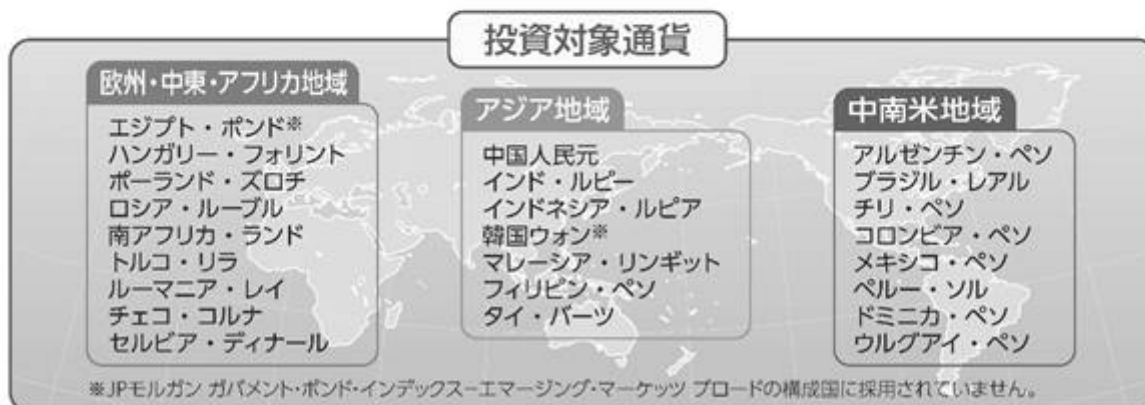 投資対象通貨
欧州・中東・アフリカ地域
エジプト・ポンド※
ハンガリー・フォリント
ポーランド・ズロチ
ロシア・ルーブル
南アフリカ・ランド
トルコ・リラ
ルーマニア・レイ
チェコ・コルナ
セルビア・ディナール
アジア地域
中国人民元
インド・ルピー
インドネシア・ルピア
韓国ウォン※
マレーシア・リンギット
フィリピン・ペソ
タイ・バーツ
中南米地域
アルゼンチン・ペソ
ブラジル・レアル
チリ・ペソ
コロンビア・ペソ
メキシコ・ペソ
ペルー・ソル
ドミニカ・ペソ
ウルグアイ・ペソ
※JPモルガン ガバメント・ボンド・インデックス−エマージング・マーケッツ ブロードの構成国に採用されていません。